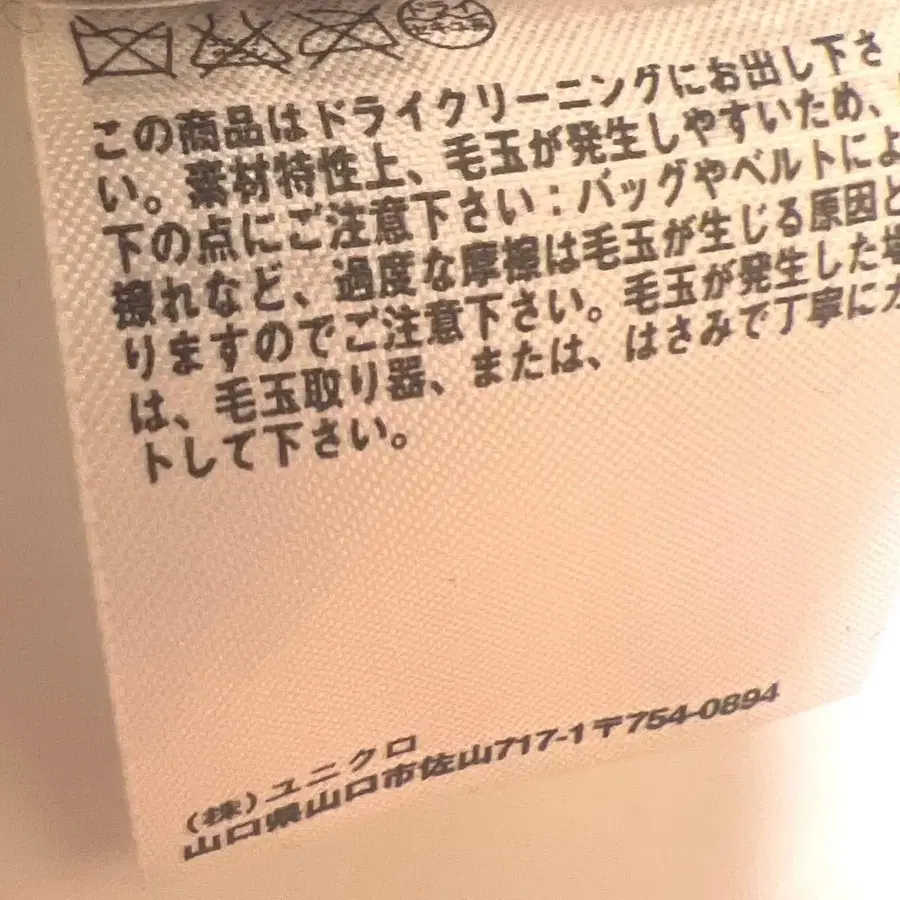 ドライ
この商品はドライクリーニングにお出し下さ
い。素材特性上、毛玉が発生しやすいため、
下の点にご注意下さい：バッグやベルトによ
擦れなど、過度な摩擦は毛玉が生じる原因と
りますのでご注意下さい。毛玉が発生した場
は、毛玉取り器、または、はさみで丁寧にカ
トして下さい。
(株)ユニクロ
山口県山口市佐山717-1〒754-0894